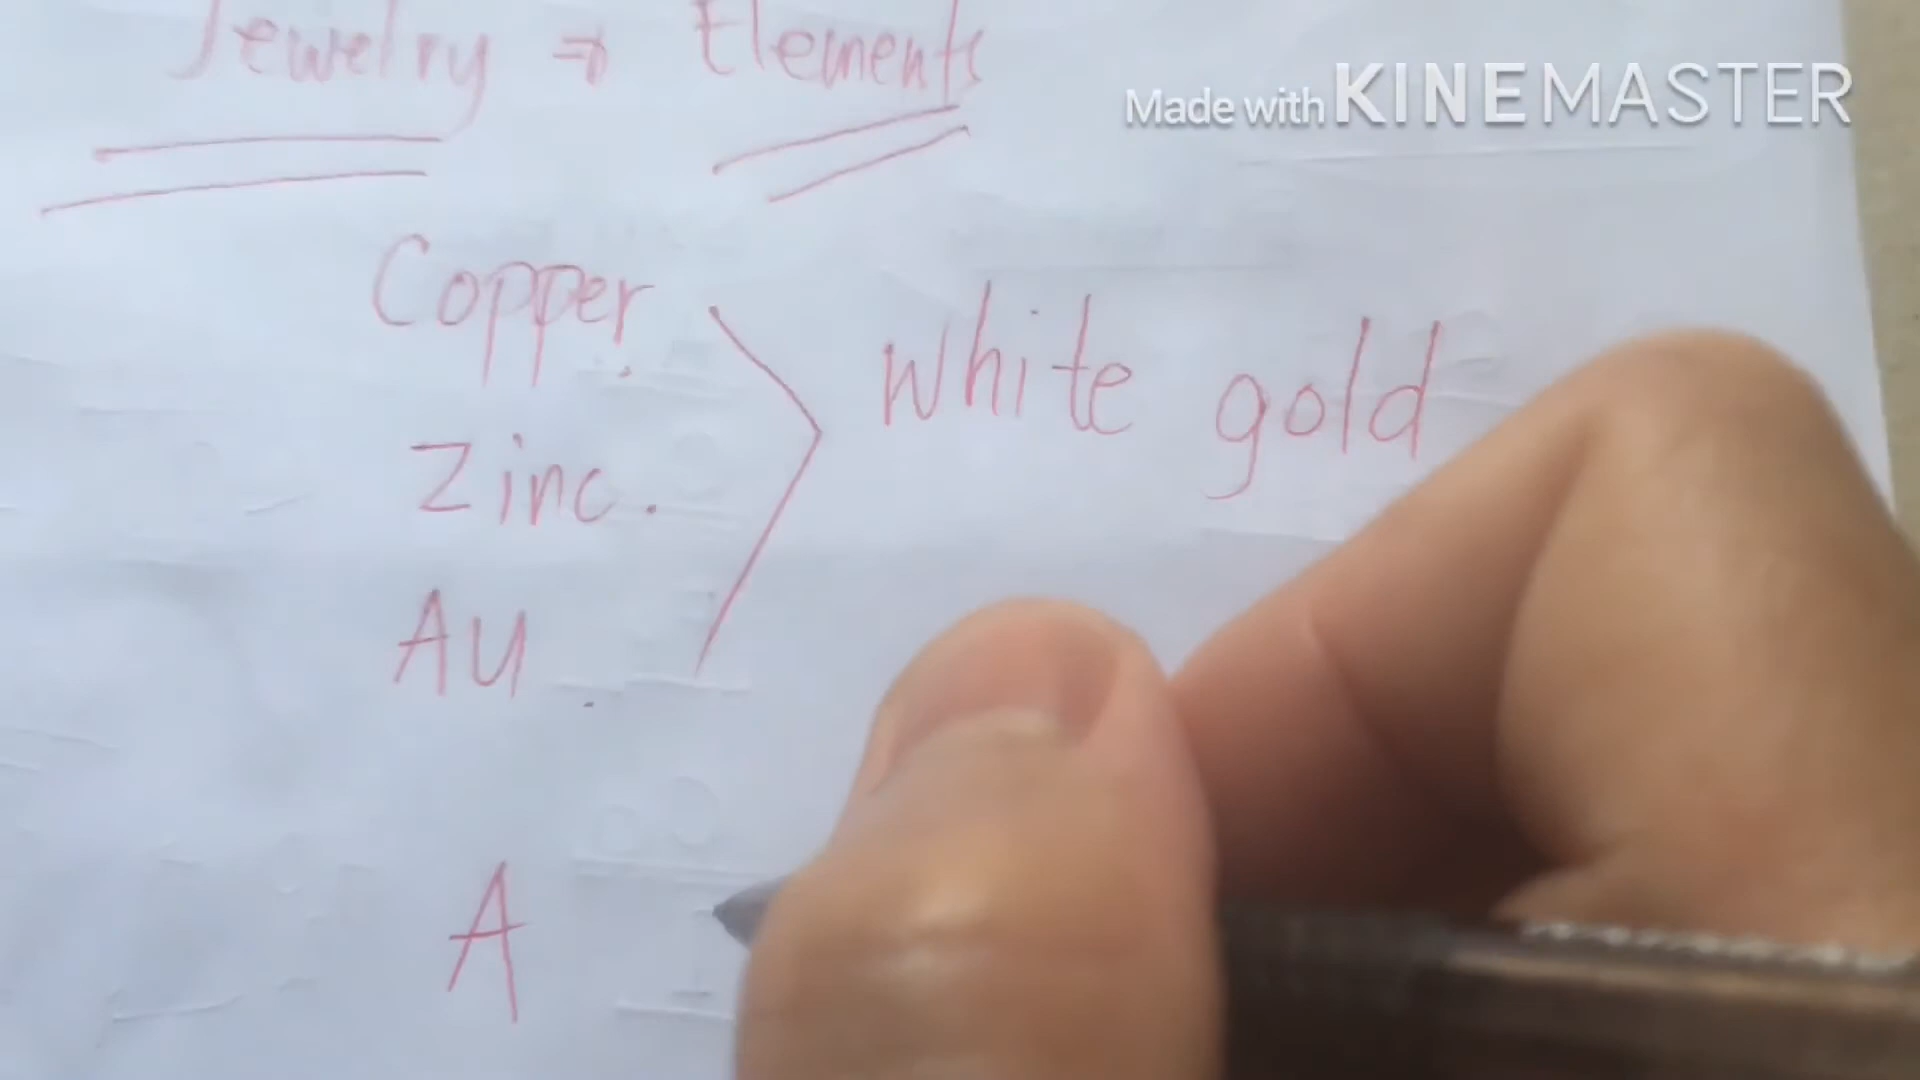 Jewelry ⇒ Elements
Made with KINEMASTER
Copper.
white gold
Zinc.
Au
A